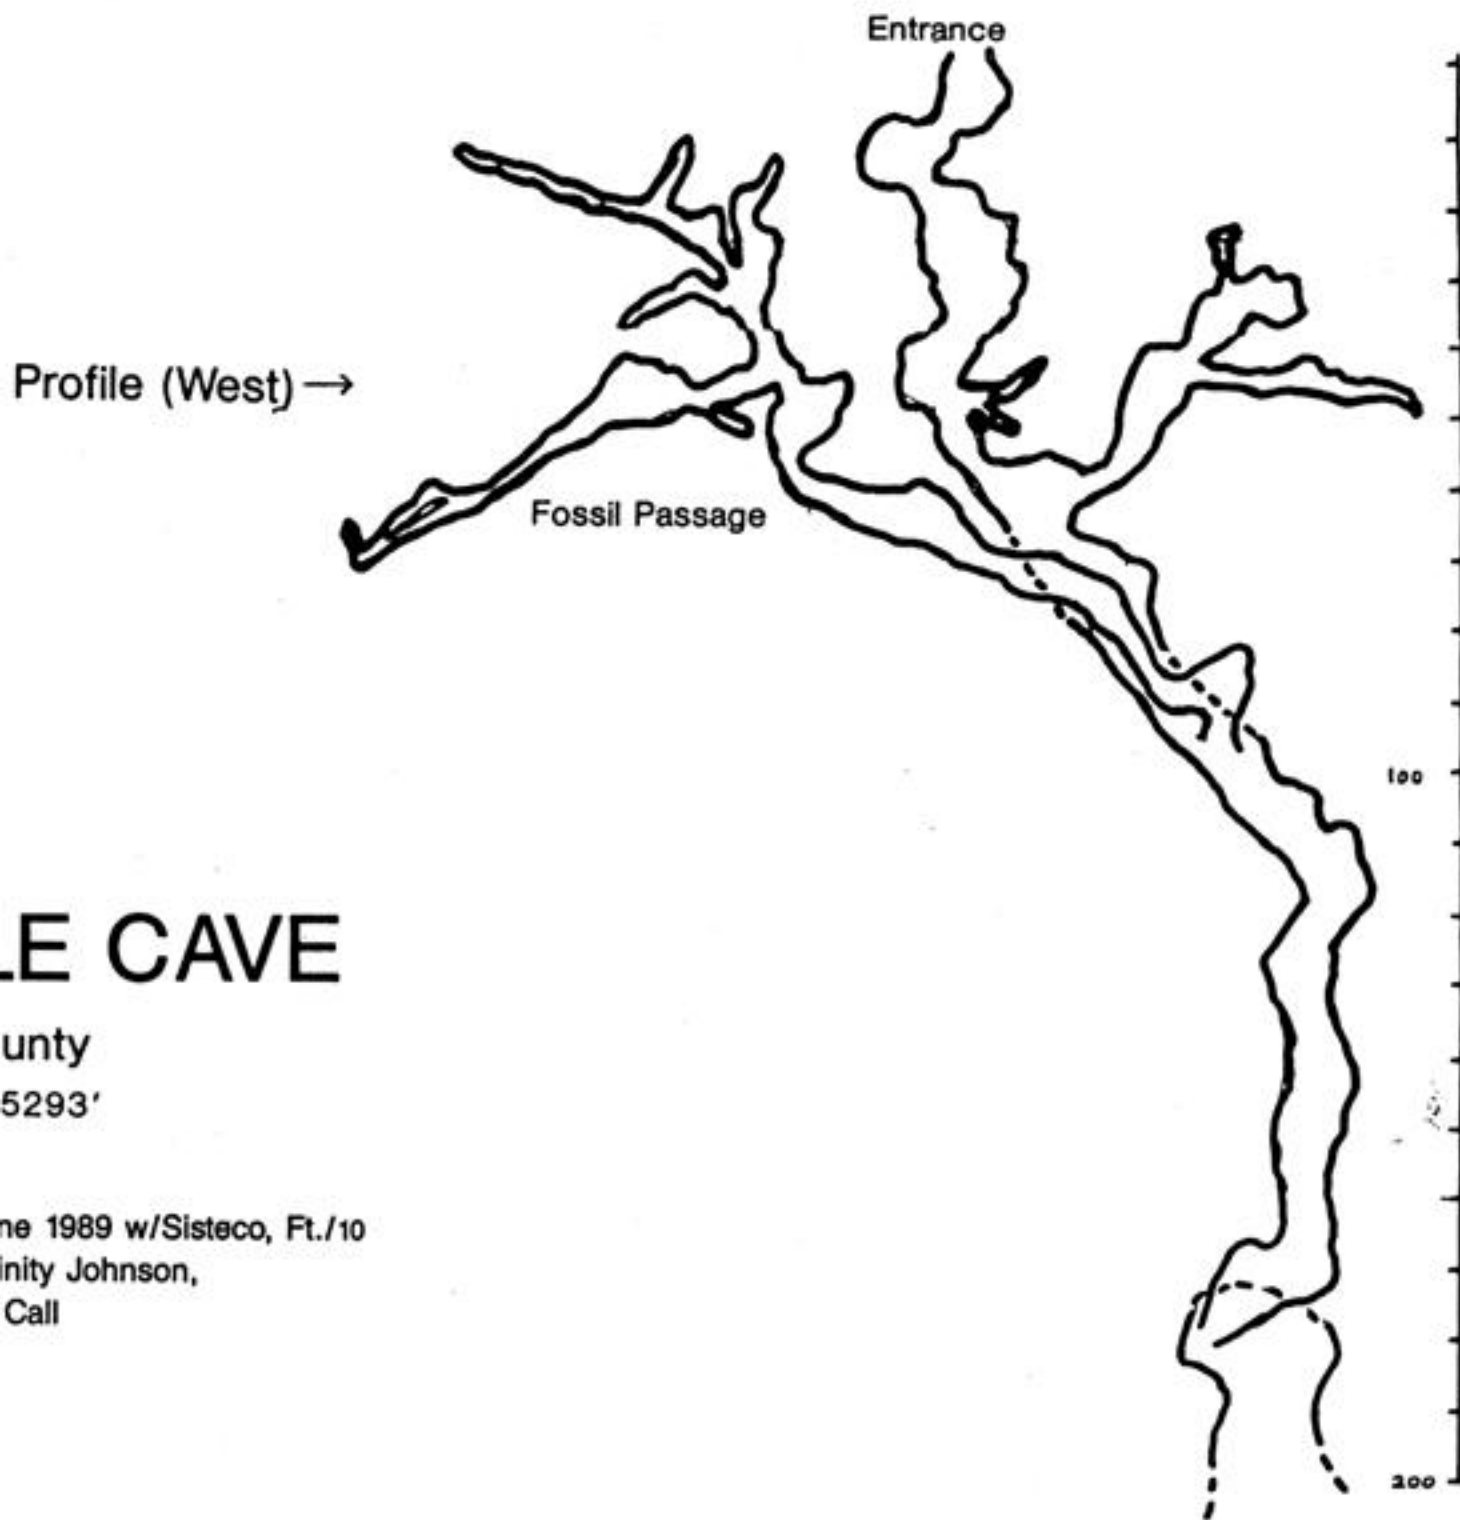 Entrance
Profile (West) →
Fossil Passage
100
LE CAVE
unty
5293'
ne 1989 w/Sisteco, Ft./10
inity Johnson,
Call
200